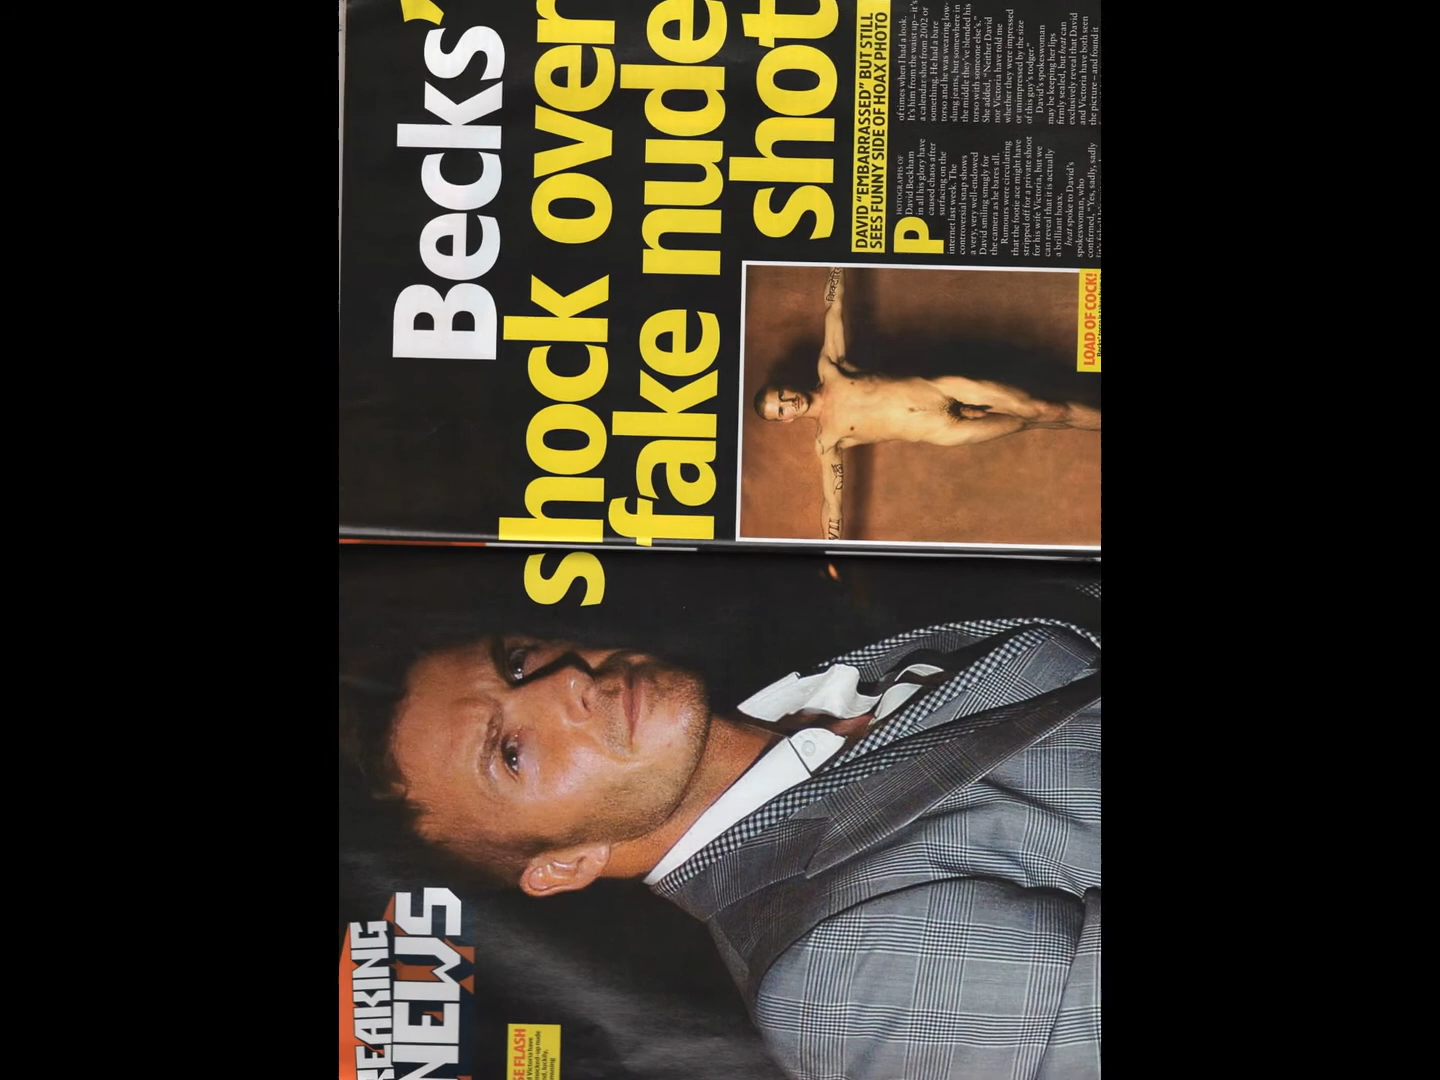 BREAKING
NEWS
SE FLASH
Becks'
shock over
fake nude
shot
DAVID "EMBARRASSED" BUT STILL
SEES FUNNY SIDE OF HOAX PHOTO
PHOTOGRAPHS OF
David Beckham
in all his glory have
caused chaos after
surfacing on the
internet last week. The
controversial snap shows
a very, very well-endowed
David smiling smugly for
the camera as he bares all.
Rumours were circulating
that the footie ace might have
stripped off for a private shoot
for his wife Victoria, but we
can reveal that it is actually
a brilliant hoax.
heat spoke to David's
spokeswoman, who
confirmed, "Yes, sadly, sadly
of times when I had a look.
It's him from the waist up – it's
a calendar shot from 2002 or
something. He had a bare
torso and he was wearing low-
slung jeans, but somewhere in
the middle they've blended his
torso with someone else's."
She added, "Neither David
nor Victoria have told me
whether they were impressed
or unimpressed by the size
of this guy's todger."
David's spokeswoman
may be keeping her lips
firmly sealed, but heat can
exclusively reveal that David
and Victoria have both seen
the picture – and found it
LOAD OF COCK!
VII